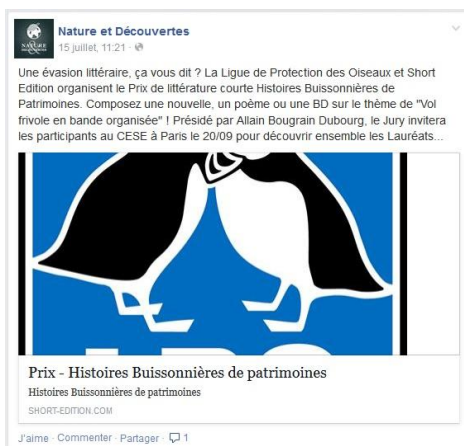 NATURE
Nature et Découvertes
15 juillet, 11:21 ·
Une évasion littéraire, ça vous dit ? La Ligue de Protection des Oiseaux et Short
Edition organisent le Prix de littérature courte Histoires Buissonnières de
Patrimoines. Composez une nouvelle, un poème ou une BD sur le thème de "Vol
frivole en bande organisée" ! Présidé par Allain Bougrain Dubourg, le Jury invitera
les participants au CESE à Paris le 20/09 pour découvrir ensemble les Lauréats...
Prix - Histoires Buissonnières de patrimoines
Histoires Buissonnières de patrimoines
SHORT-EDITION.COM
J'aime · Commenter · Partager · 1